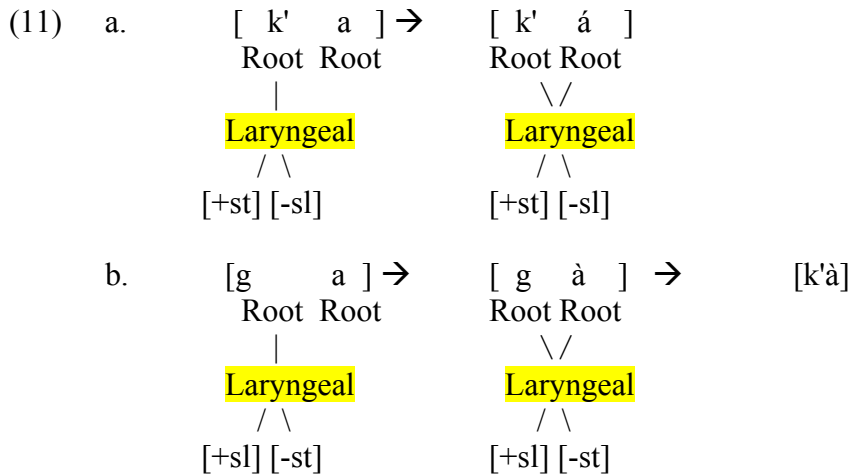 (11) a. [ k' a ] → [ k' á ]
Root Root Root Root
Laryngeal Laryngeal
[+st] [-sl] [+st] [-sl]
b. [g a ] → [ g à ] → [k'à]
Root Root Root Root
Laryngeal Laryngeal
[+sl] [-st] [+sl] [-st]